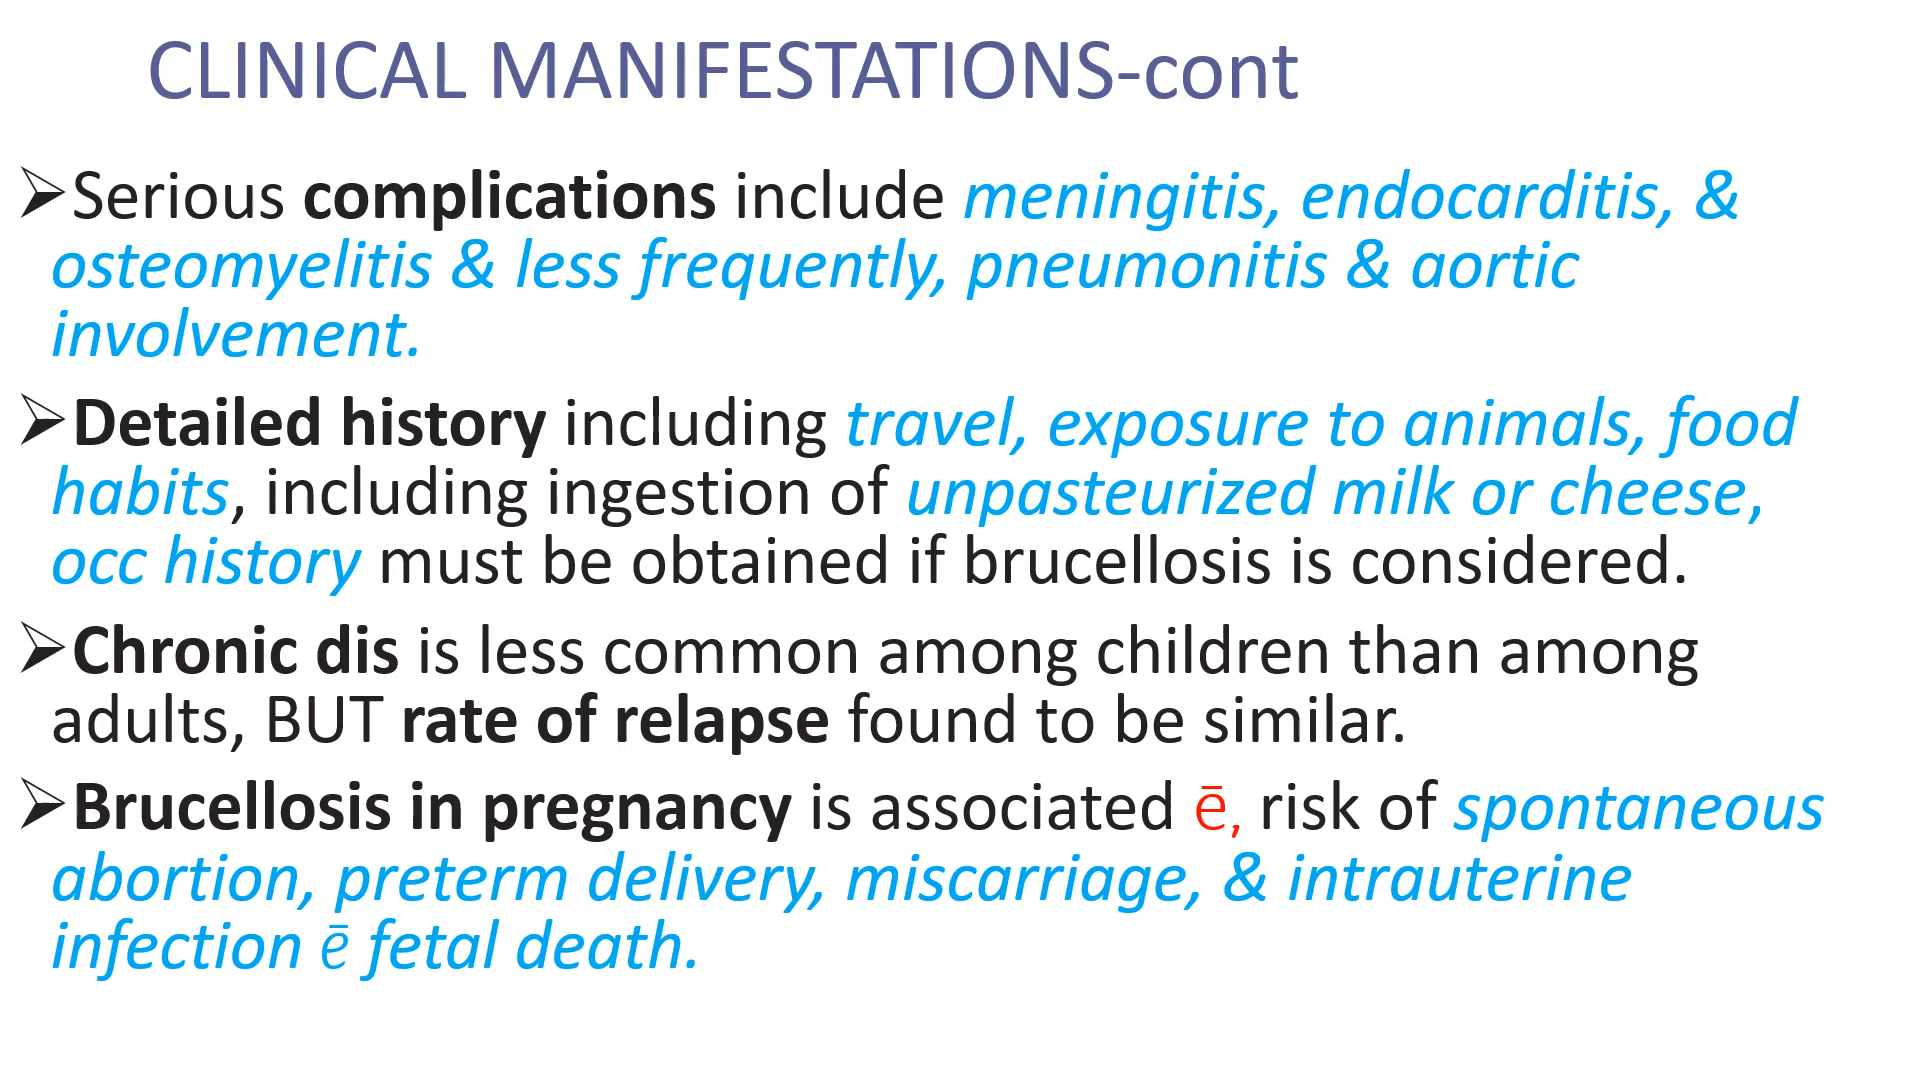 CLINICAL MANIFESTATIONS-cont
➢Serious complications include meningitis, endocarditis, &
osteomyelitis & less frequently, pneumonitis & aortic
involvement.
➢Detailed history including travel, exposure to animals, food
habits, including ingestion of unpasteurized milk or cheese,
occ history must be obtained if brucellosis is considered.
➢Chronic dis is less common among children than among
adults, BUT rate of relapse found to be similar.
➢Brucellosis in pregnancy is associated ē, risk of spontaneous
abortion, preterm delivery, miscarriage, & intrauterine
infection ē fetal death.